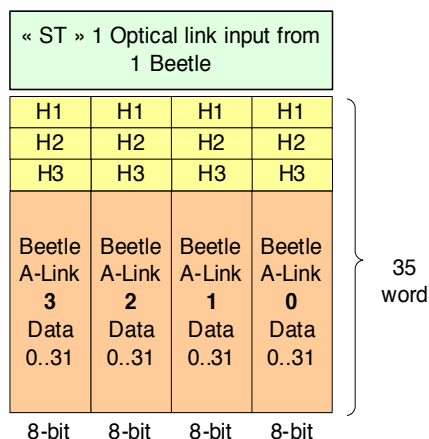 « ST » 1 Optical link input from
1 Beetle
H1 H1 H1 H1
H2 H2 H2 H2
H3 H3 H3 H3
Beetle Beetle Beetle Beetle
A-Link A-Link A-Link A-Link
3 2 1 0
Data Data Data Data
0..31 0..31 0..31 0..31
35
word
8-bit 8-bit 8-bit 8-bit